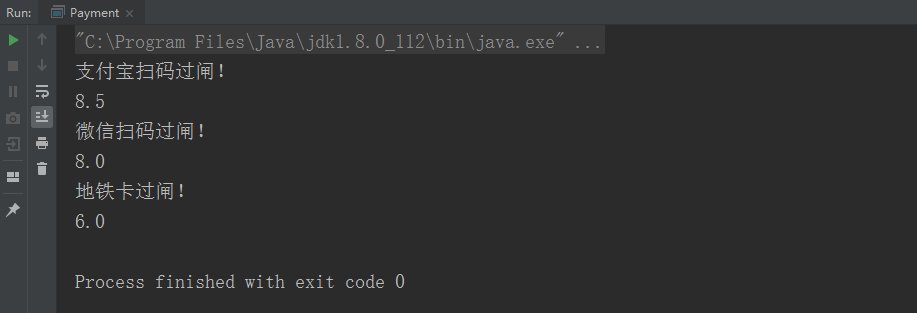 Run: Payment
"C:\Program Files\Java\jdk1.8.0_112\bin\java.exe" ...
支付宝扫码过闸！
8.5
微信扫码过闸！
8.0
地铁卡过闸！
6.0
Process finished with exit code 0